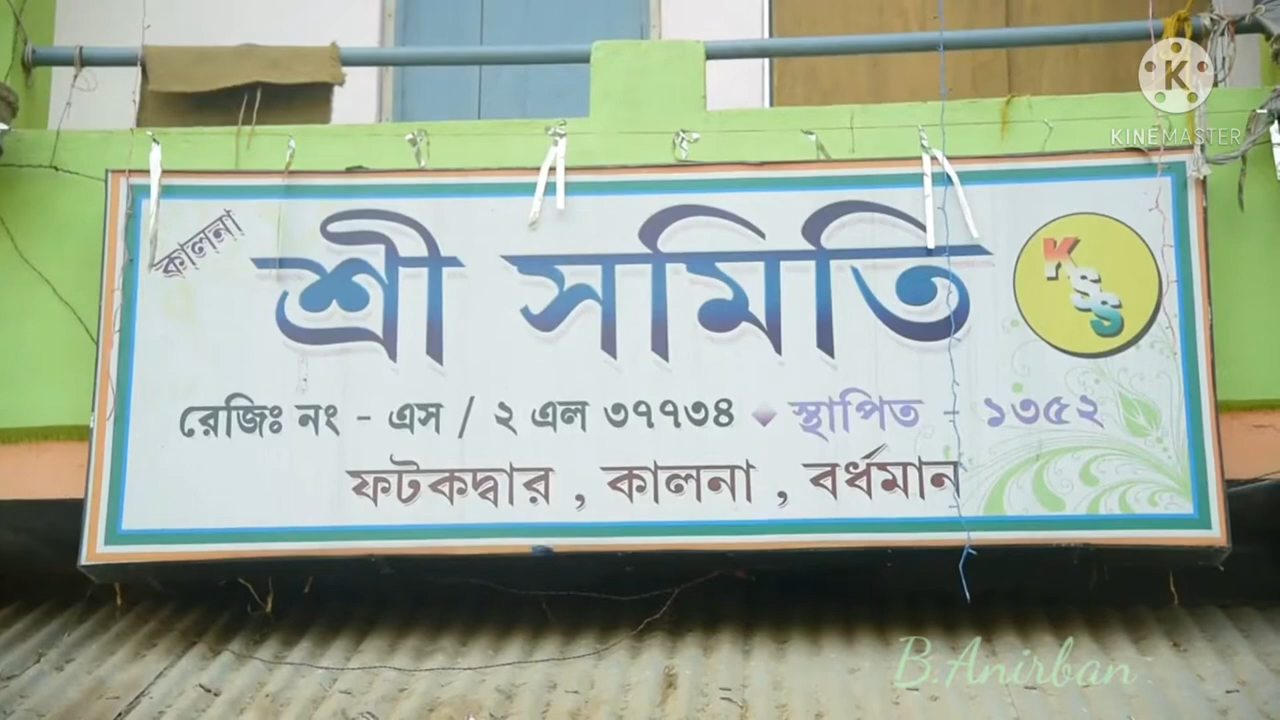 KINEMASTER
কালনা
শ্রী সমিতি
KSS
রেজিঃ নং - এস / ২ এল ৩৭৭৩৪ ◆ স্থাপিত - ১৩৫২
ফটকদ্বার , কালনা , বর্ধমান
B.Anirban